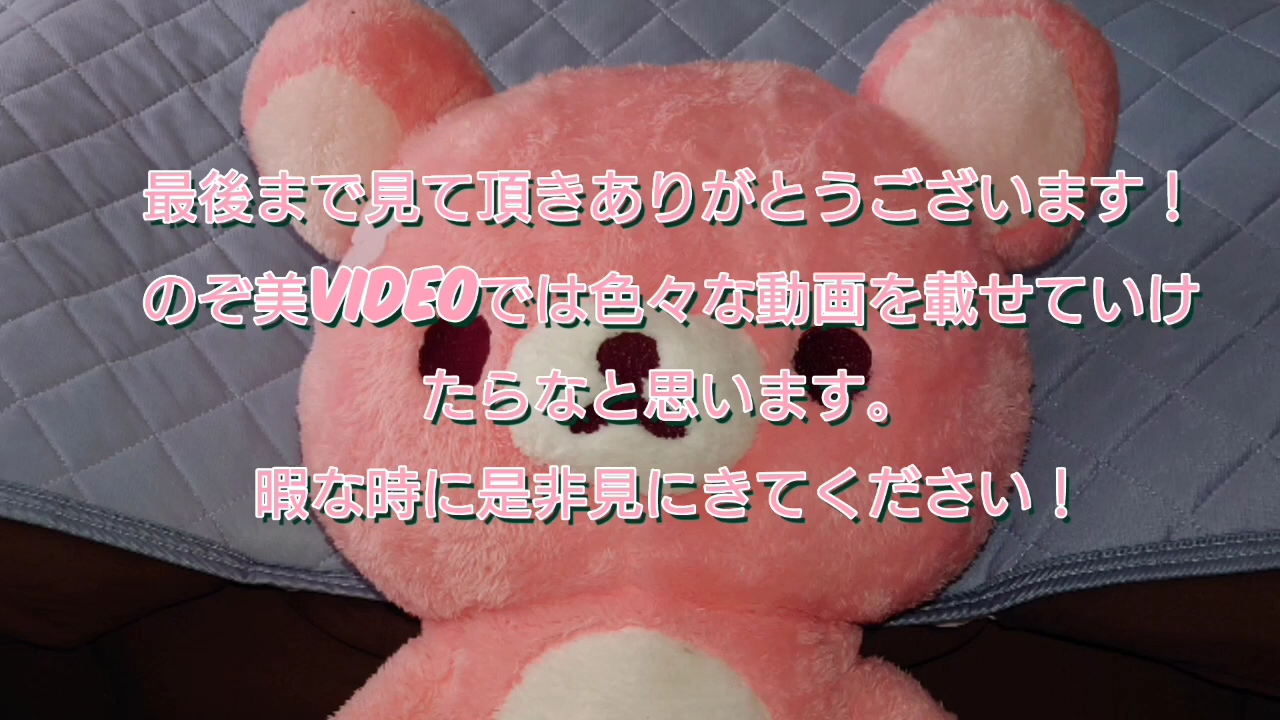 最後まで見て頂きありがとうございます！
のぞ美VIDEOでは色々な動画を載せていけ
たらなと思います。
暇な時に是非見にきてください！